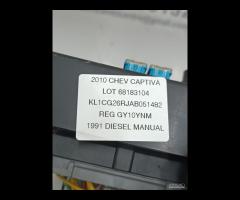 2010 CHEV CAPTIVA
LOT 68183104
KL1CG26RJAB051482
REG GY10YNM
1991 DIESEL MANUAL